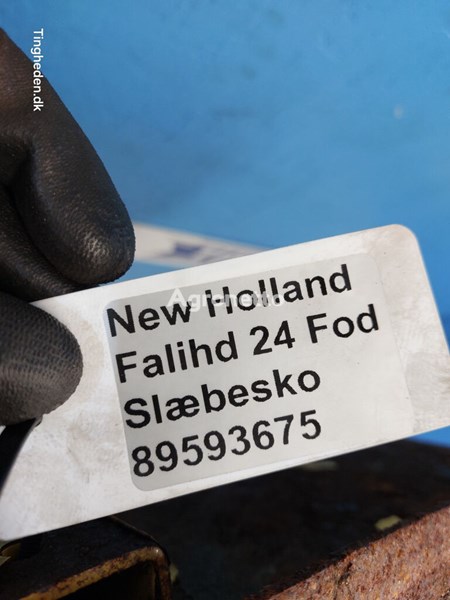 Tingheden.dk
New Holland
Falihd 24 Fod
Slæbesko
89593675